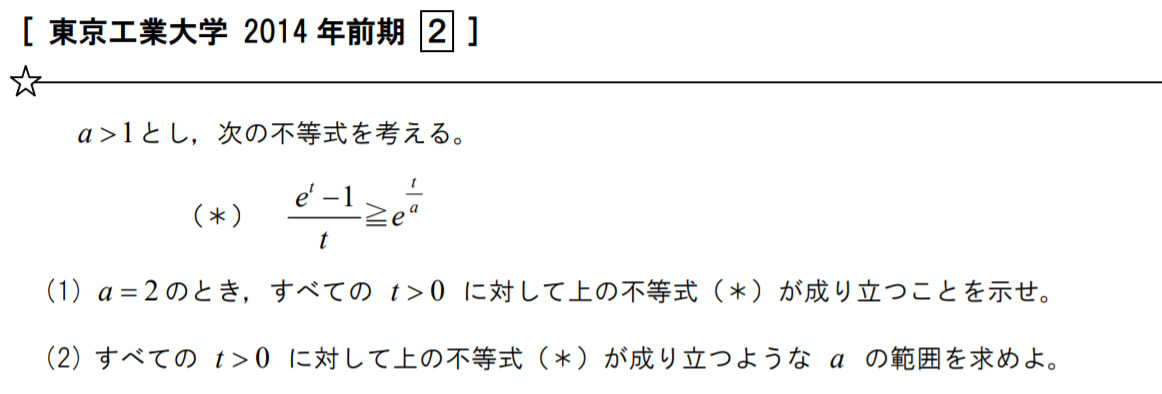 [ 東京工業大学 2014 年前期 2 ]
☆
a > 1 とし，次の不等式を考える。
（＊） \frac{e^t - 1}{t} ≧ e^{\frac{t}{a}}
(1) a = 2 のとき，すべての t > 0 に対して上の不等式（＊）が成り立つことを示せ。
(2) すべての t > 0 に対して上の不等式（＊）が成り立つような a の範囲を求めよ。